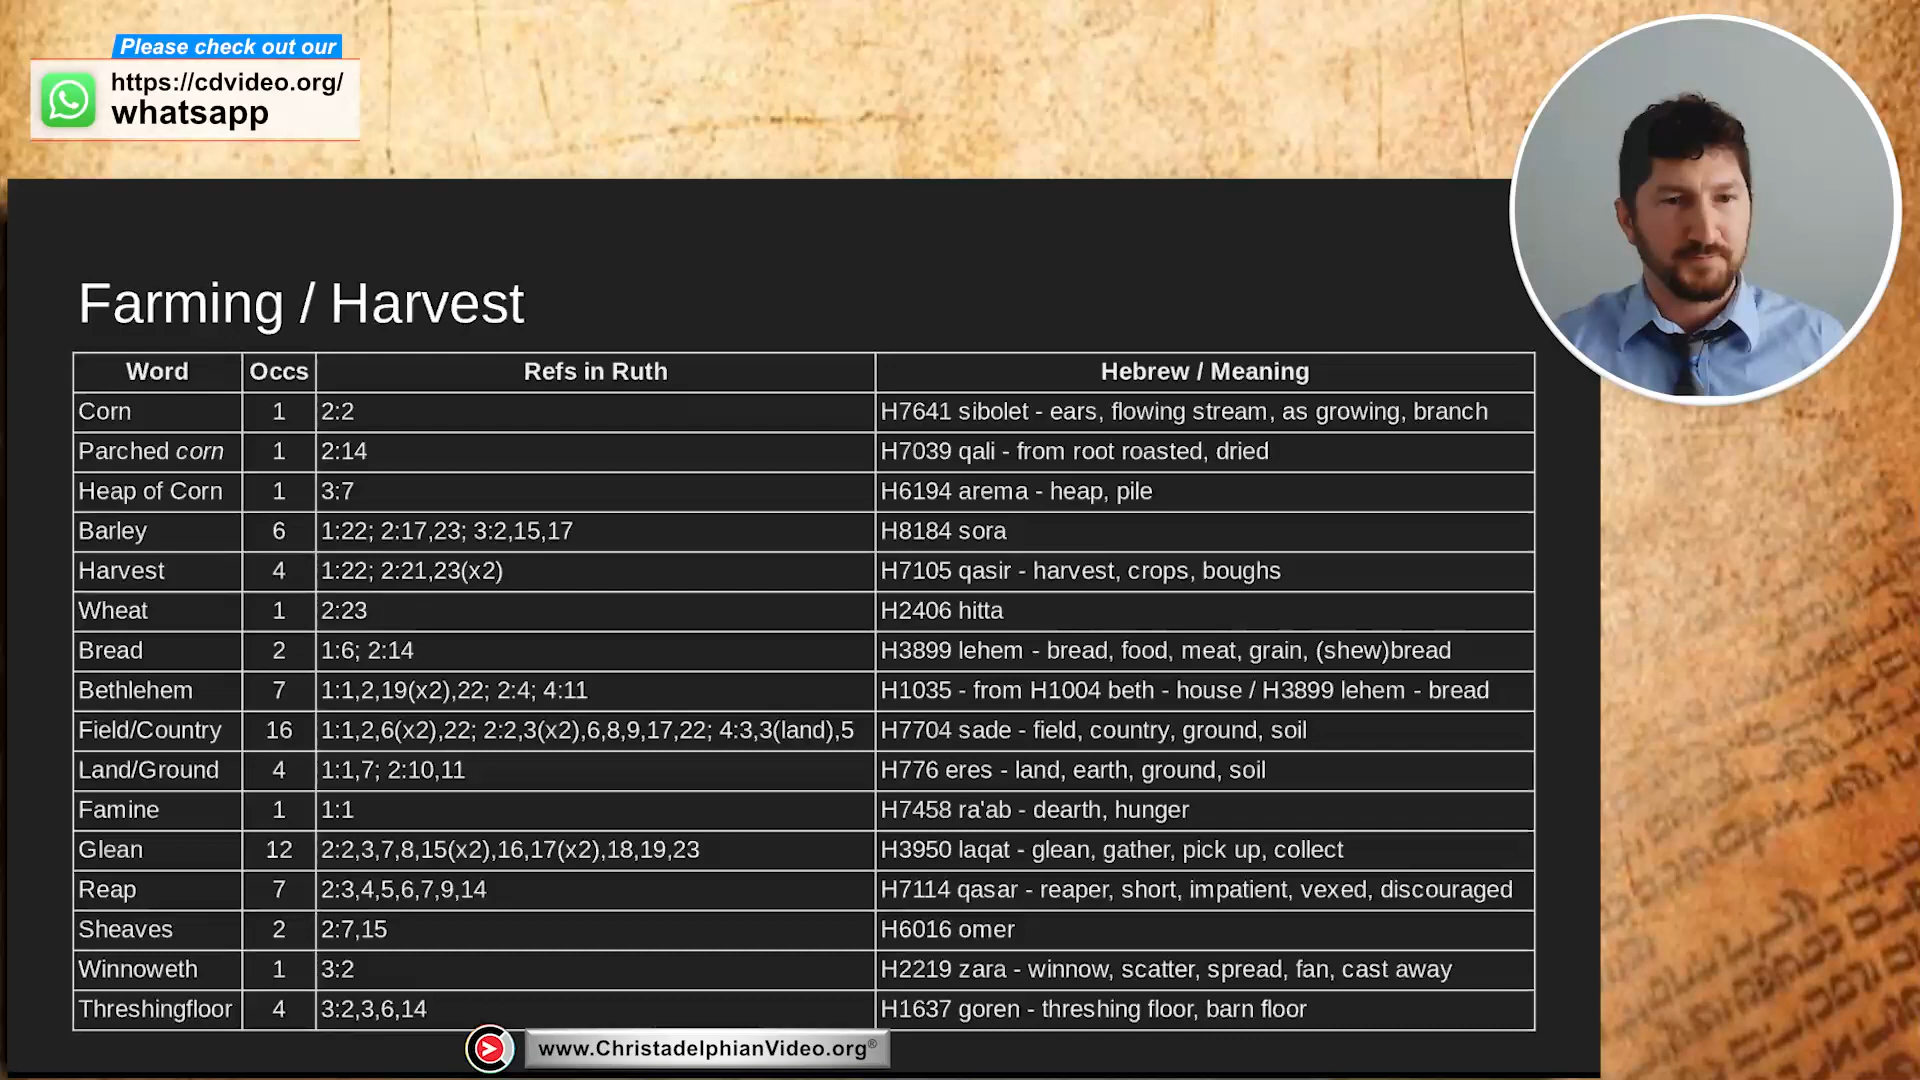 Please check out our
https://cdvideo.org/
whatsapp
Farming / Harvest
Word Occs Refs in Ruth Hebrew / Meaning
Corn 1 2:2 H7641 sibolet - ears, flowing stream, as growing, branch
Parched corn 1 2:14 H7039 qali - from root roasted, dried
Heap of Corn 1 3:7 H6194 arema - heap, pile
Barley 6 1:22; 2:17,23; 3:2,15,17 H8184 sora
Harvest 4 1:22; 2:21,23(x2) H7105 qasir - harvest, crops, boughs
Wheat 1 2:23 H2406 hitta
Bread 2 1:6; 2:14 H3899 lehem - bread, food, meat, grain, (shew)bread
Bethlehem 7 1:1,2,19(x2),22; 2:4; 4:11 H1035 - from H1004 beth - house / H3899 lehem - bread
Field/Country 16 1:1,2,6(x2),22; 2:2,3(x2),6,8,9,17,22; 4:3,3(land),5 H7704 sade - field, country, ground, soil
Land/Ground 4 1:1,7; 2:10,11 H776 eres - land, earth, ground, soil
Famine 1 1:1 H7458 ra'ab - dearth, hunger
Glean 12 2:2,3,7,8,15(x2),16,17(x2),18,19,23 H3950 laqat - glean, gather, pick up, collect
Reap 7 2:3,4,5,6,7,9,14 H7114 qasar - reaper, short, impatient, vexed, discouraged
Sheaves 2 2:7,15 H6016 omer
Winnoweth 1 3:2 H2219 zara - winnow, scatter, spread, fan, cast away
Threshingfloor 4 3:2,3,6,14 H1637 goren - threshing floor, barn floor
www.ChristadelphianVideo.org®